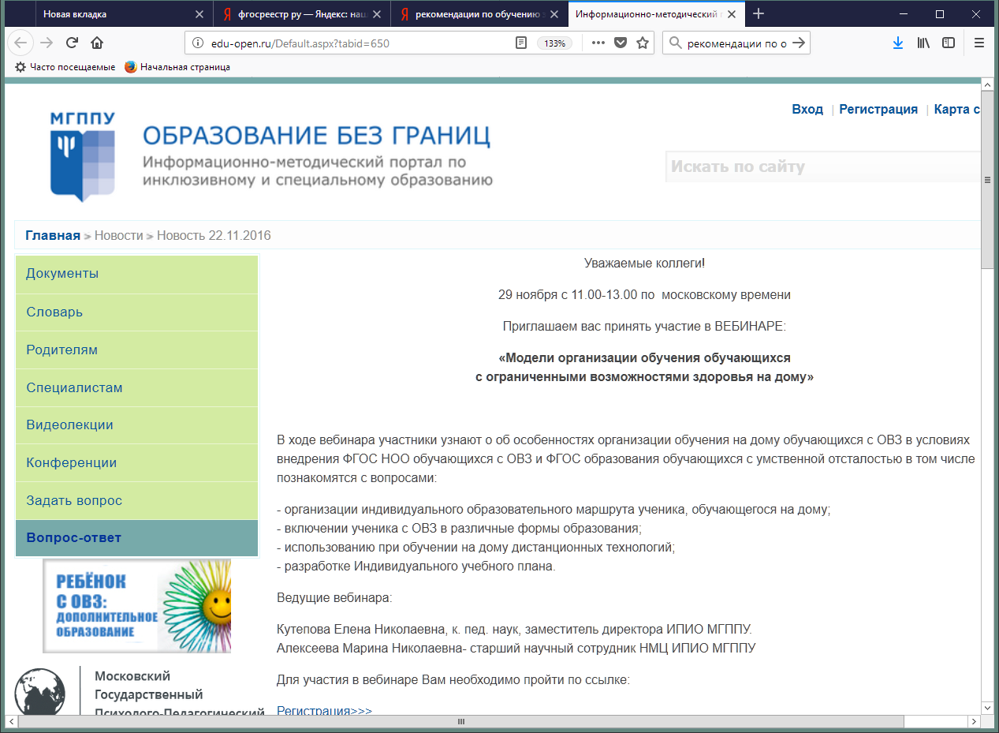 Новая вкладка
фгосреестр ру — Яндекс: наш
рекомендации по обучению
Информационно-методический
edu-open.ru/Default.aspx?tabid=650
133%
рекомендации по о
Часто посещаемые
Начальная страница
Вход | Регистрация | Карта с
МГППУ
ОБРАЗОВАНИЕ БЕЗ ГРАНИЦ
Информационно-методический портал по
инклюзивному и специальному образованию
Искать по сайту
Главная > Новости > Новость 22.11.2016
Документы
Словарь
Родителям
Специалистам
Видеолекции
Конференции
Задать вопрос
Вопрос-ответ
РЕБЁНОК
С ОВЗ:
ДОПОЛНИТЕЛЬНОЕ
ОБРАЗОВАНИЕ
Московский
Государственный
Психолого-Педагогический
Уважаемые коллеги!
29 ноября с 11.00-13.00 по московскому времени
Приглашаем вас принять участие в ВЕБИНАРЕ:
«Модели организации обучения обучающихся
с ограниченными возможностями здоровья на дому»
В ходе вебинара участники узнают о об особенностях организации обучения на дому обучающихся с ОВЗ в условиях
внедрения ФГОС НОО обучающихся с ОВЗ и ФГОС образования обучающихся с умственной отсталостью в том числе
познакомятся с вопросами:
- организации индивидуального образовательного маршрута ученика, обучающегося на дому;
- включении ученика с ОВЗ в различные формы образования;
- использованию при обучении на дому дистанционных технологий;
- разработке Индивидуального учебного плана.
Ведущие вебинара:
Кутепова Елена Николаевна, к. пед. наук, заместитель директора ИПИО МГППУ.
Алексеева Марина Николаевна- старший научный сотрудник НМЦ ИПИО МГППУ
Для участия в вебинаре Вам необходимо пройти по ссылке:
Регистрация>>>